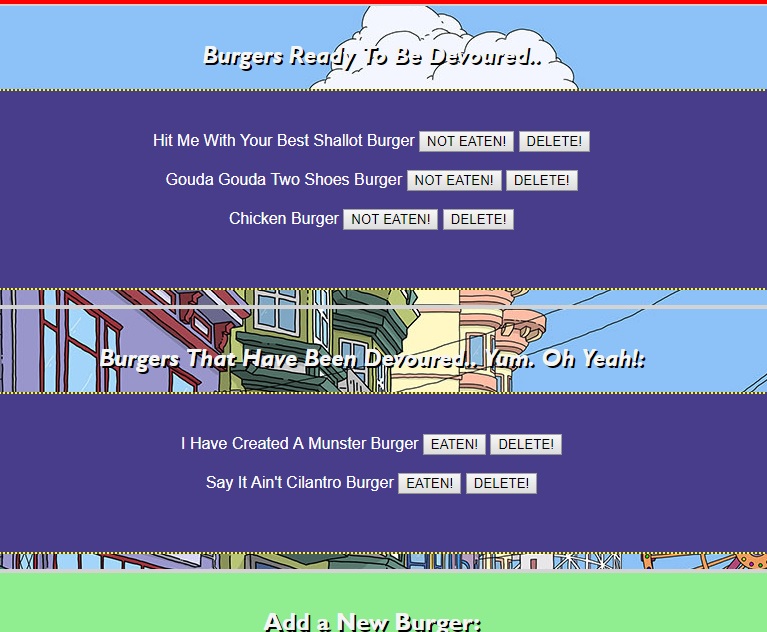 Burgers Ready To Be Devoured..
Hit Me With Your Best Shallot Burger NOT EATEN! DELETE!
Gouda Gouda Two Shoes Burger NOT EATEN! DELETE!
Chicken Burger NOT EATEN! DELETE!
Burgers That Have Been Devoured.. Yum. Oh Yeah!:
I Have Created A Munster Burger EATEN! DELETE!
Say It Ain't Cilantro Burger EATEN! DELETE!
Add a New Burger: